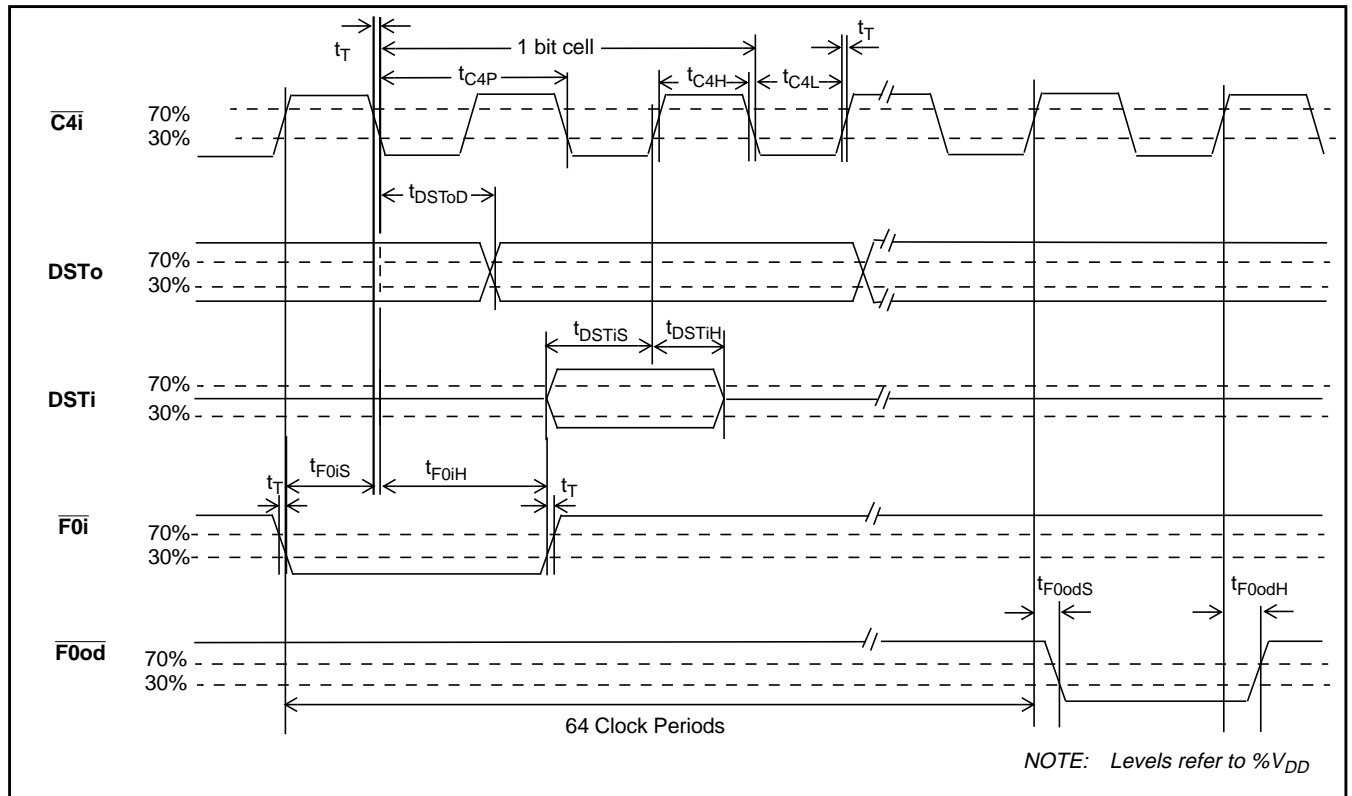 tT
1 bit cell
tT
tC4P
tC4H
tC4L
C4i
70%
30%
tDSToD
DSTo
70%
30%
tDSTiS
tDSTiH
DSTi
70%
30%
tF0iS
tF0iH
tT
tT
F0i
70%
30%
tF0odS
tF0odH
F0od
70%
30%
64 Clock Periods
NOTE: Levels refer to %VDD